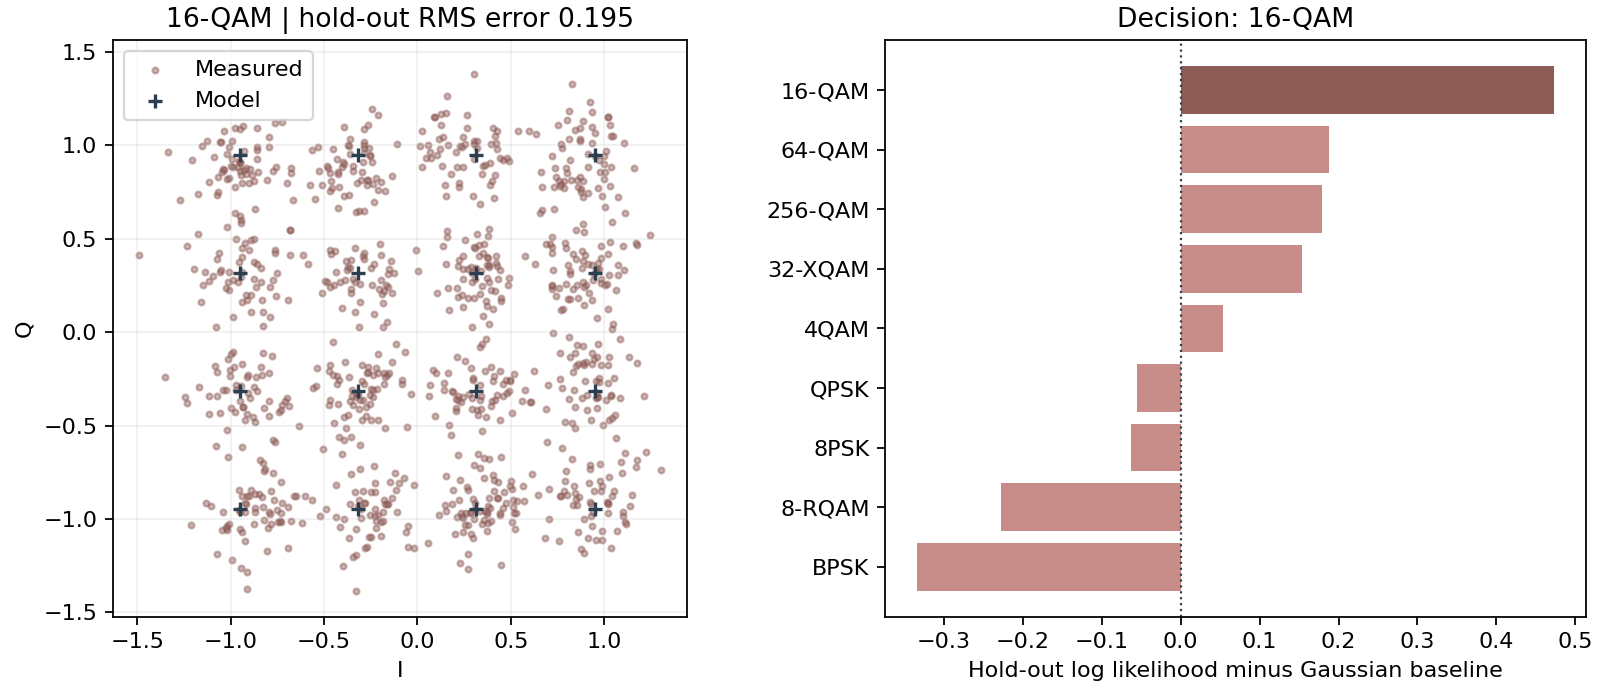 16-QAM | hold-out RMS error 0.195
Measured
Model
1.5
1.0
0.5
0.0
−0.5
−1.0
−1.5
Q
−1.5 −1.0 −0.5 0.0 0.5 1.0
I
Decision: 16-QAM
16-QAM
64-QAM
256-QAM
32-XQAM
4QAM
QPSK
8PSK
8-RQAM
BPSK
−0.3 −0.2 −0.1 0.0 0.1 0.2 0.3 0.4 0.5
Hold-out log likelihood minus Gaussian baseline